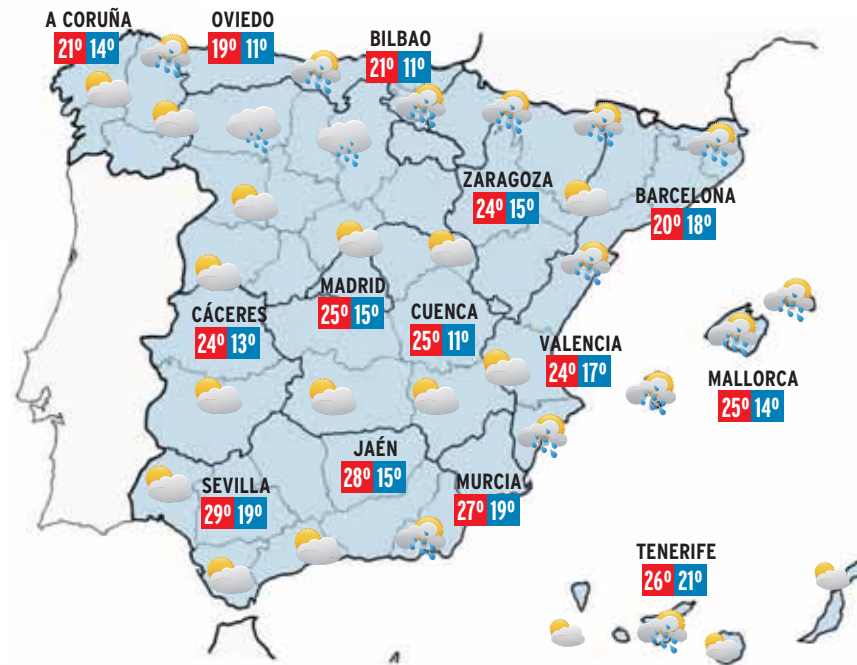 A CORUÑA
21º 14º
OVIEDO
19º 11º
BILBAO
21º 11º
ZARAGOZA
24º 15º
BARCELONA
20º 18º
MADRID
25º 15º
CÁCERES
24º 13º
CUENCA
25º 11º
VALENCIA
24º 17º
MALLORCA
25º 14º
JAÉN
28º 15º
SEVILLA
29º 19º
MURCIA
27º 19º
TENERIFE
26º 21º